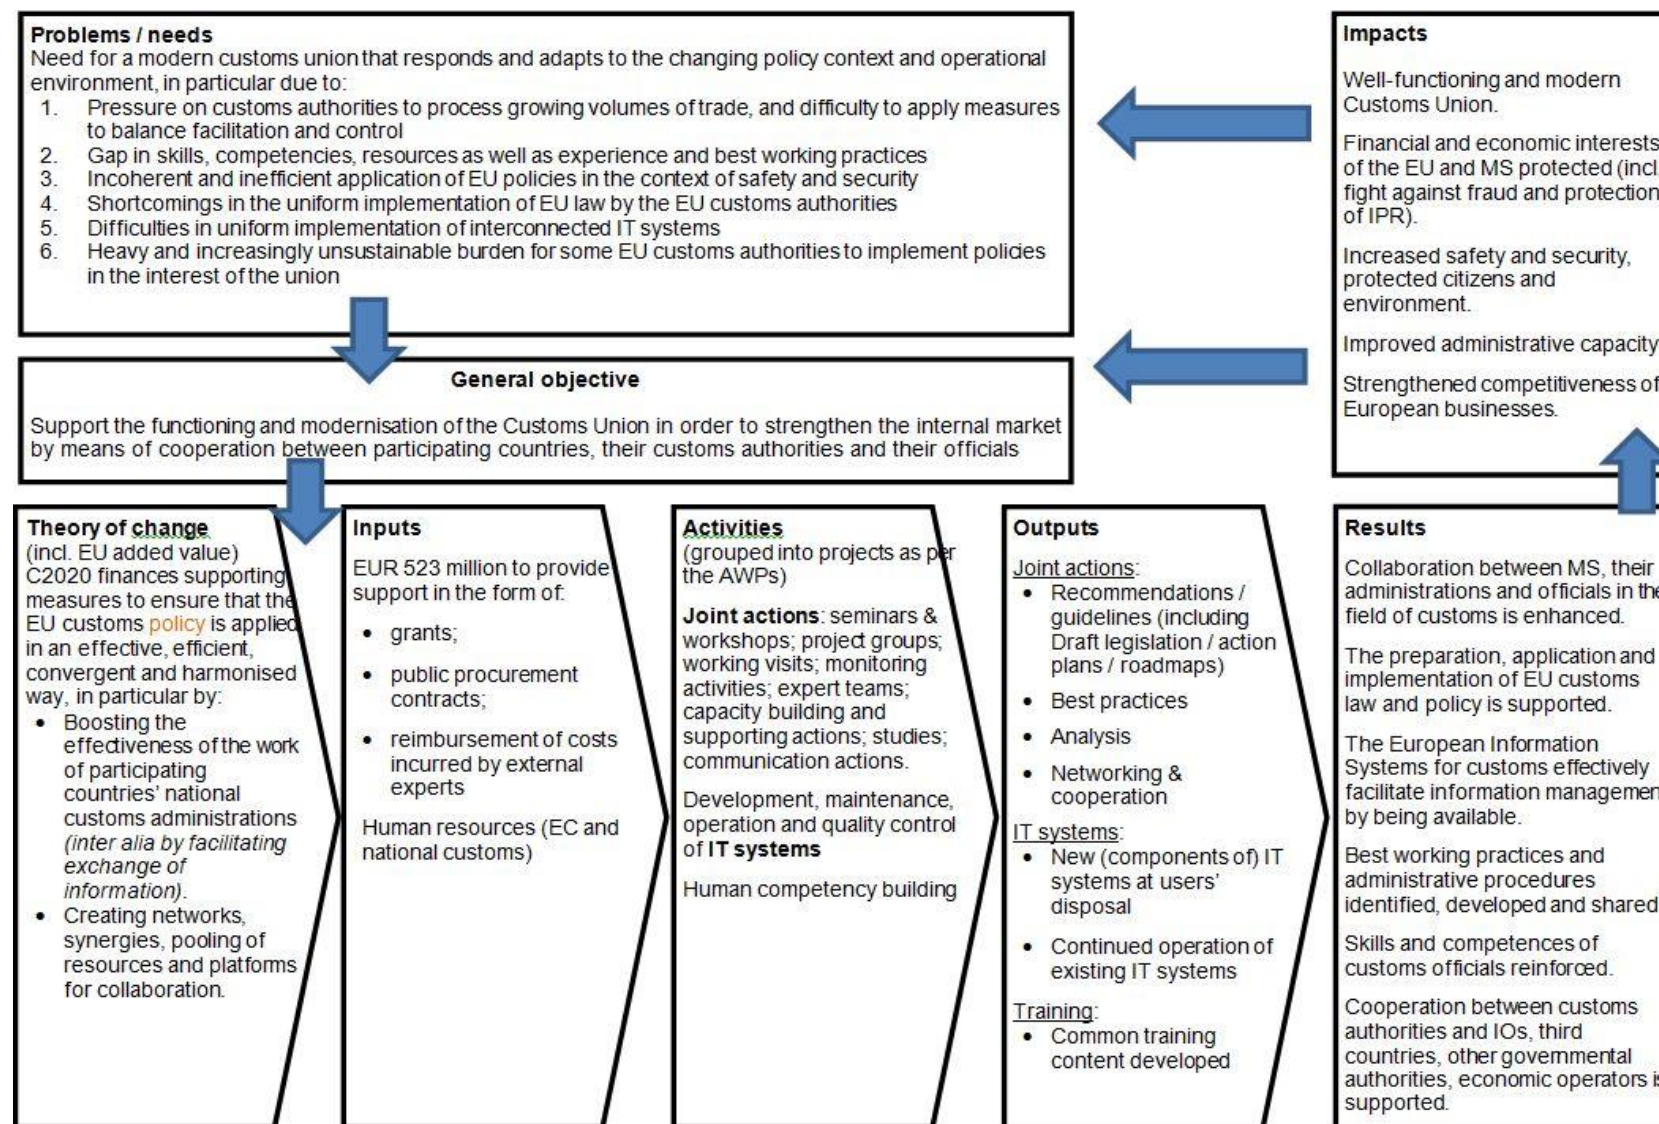 Problems / needs
Need for a modern customs union that responds and adapts to the changing policy context and operational
environment, in particular due to:
1. Pressure on customs authorities to process growing volumes of trade, and difficulty to apply measures
to balance facilitation and control
2. Gap in skills, competencies, resources as well as experience and best working practices
3. Incoherent and inefficient application of EU policies in the context of safety and security
4. Shortcomings in the uniform implementation of EU law by the EU customs authorities
5. Difficulties in uniform implementation of interconnected IT systems
6. Heavy and increasingly unsustainable burden for some EU customs authorities to implement policies
in the interest of the union
General objective
Support the functioning and modernisation of the Customs Union in order to strengthen the internal market
by means of cooperation between participating countries, their customs authorities and their officials
Impacts
Well-functioning and modern
Customs Union.
Financial and economic interests
of the EU and MS protected (incl.
fight against fraud and protection
of IPR).
Increased safety and security,
protected citizens and
environment.
Improved administrative capacity
Strengthened competitiveness of
European businesses.
Theory of change
(incl. EU added value)
C2020 finances supporting
measures to ensure that the
EU customs policy is applied
in an effective, efficient,
convergent and harmonised
way, in particular by:
• Boosting the
effectiveness of the work
of participating
countries' national
customs administrations
(inter alia by facilitating
exchange of
information).
• Creating networks,
synergies, pooling of
resources and platforms
for collaboration.
Inputs
EUR 523 million to provide
support in the form of:
• grants;
• public procurement
contracts;
• reimbursement of costs
incurred by external
experts
Human resources (EC and
national customs)
Activities
(grouped into projects as per
the AWPs)
Joint actions: seminars &
workshops; project groups;
working visits; monitoring
activities; expert teams;
capacity building and
supporting actions; studies;
communication actions.
Development, maintenance,
operation and quality control
of IT systems
Human competency building
Outputs
Joint actions:
• Recommendations /
guidelines (including
Draft legislation / action
plans / roadmaps)
• Best practices
• Analysis
• Networking &
cooperation
IT systems:
• New (components of) IT
systems at users'
disposal
• Continued operation of
existing IT systems
Training:
• Common training
content developed
Results
Collaboration between MS, their
administrations and officials in the
field of customs is enhanced.
The preparation, application and
implementation of EU customs
law and policy is supported.
The European Information
Systems for customs effectively
facilitate information managemen
by being available.
Best working practices and
administrative procedures
identified, developed and shared
Skills and competences of
customs officials reinforced.
Cooperation between customs
authorities and IOs, third
countries, other governmental
authorities, economic operators is
supported.